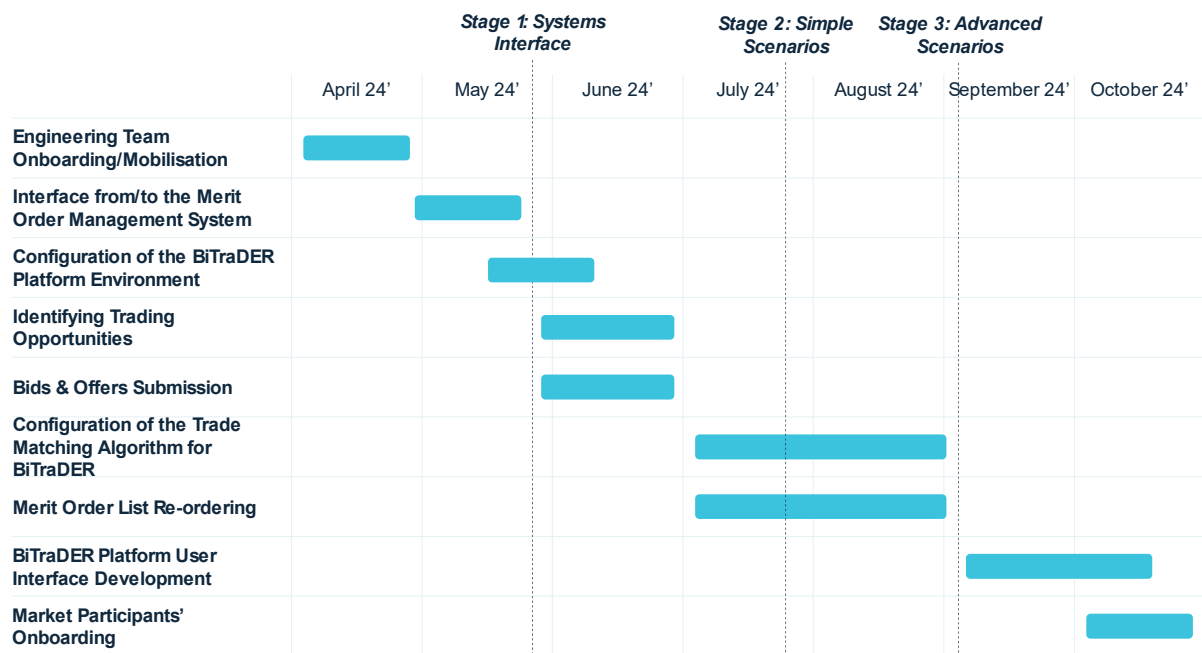 Stage 1: Systems
Interface
Stage 2: Simple
Scenarios
Stage 3: Advanced
Scenarios
April 24’ May 24’ June 24’ July 24’ August 24’ September 24’ October 24’
Engineering Team
Onboarding/Mobilisation
Interface from/to the Merit
Order Management System
Configuration of the BiTraDER
Platform Environment
Identifying Trading
Opportunities
Bids & Offers Submission
Configuration of the Trade
Matching Algorithm for
BiTraDER
Merit Order List Re-ordering
BiTraDER Platform User
Interface Development
Market Participants’
Onboarding